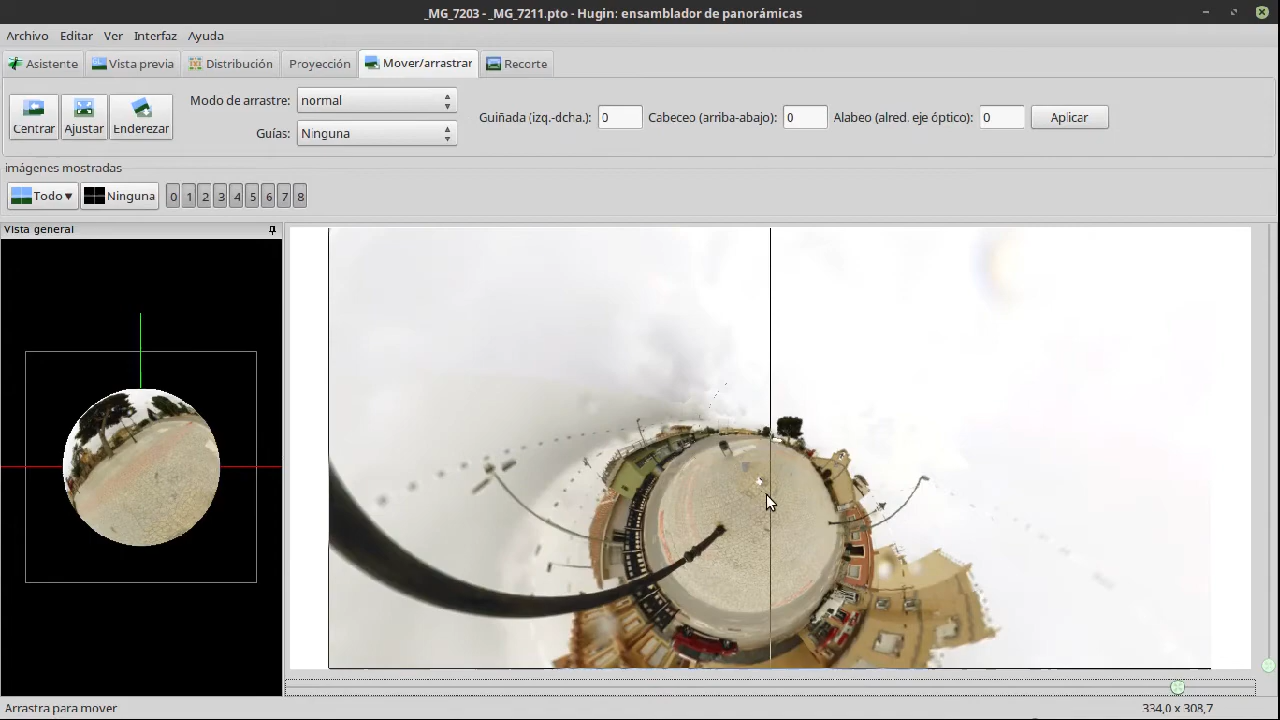 _MG_7203 - _MG_7211.pto - Hugin: ensamblador de panorámicas
Archivo Editar Ver Interfaz Ayuda
Asistente Vista previa Distribución Proyección Mover/arrastrar Recorte
Centrar Ajustar Enderezar
Modo de arrastre: normal
Guías: Ninguna
Guiñada (izq.-dcha.): 0 Cabeceo (arriba-abajo): 0 Alabeo (alred. eje óptico): 0 Aplicar
imágenes mostradas
Todo Ninguna 0 1 2 3 4 5 6 7 8
Vista general
Arrastra para mover 334,0 x 308,7